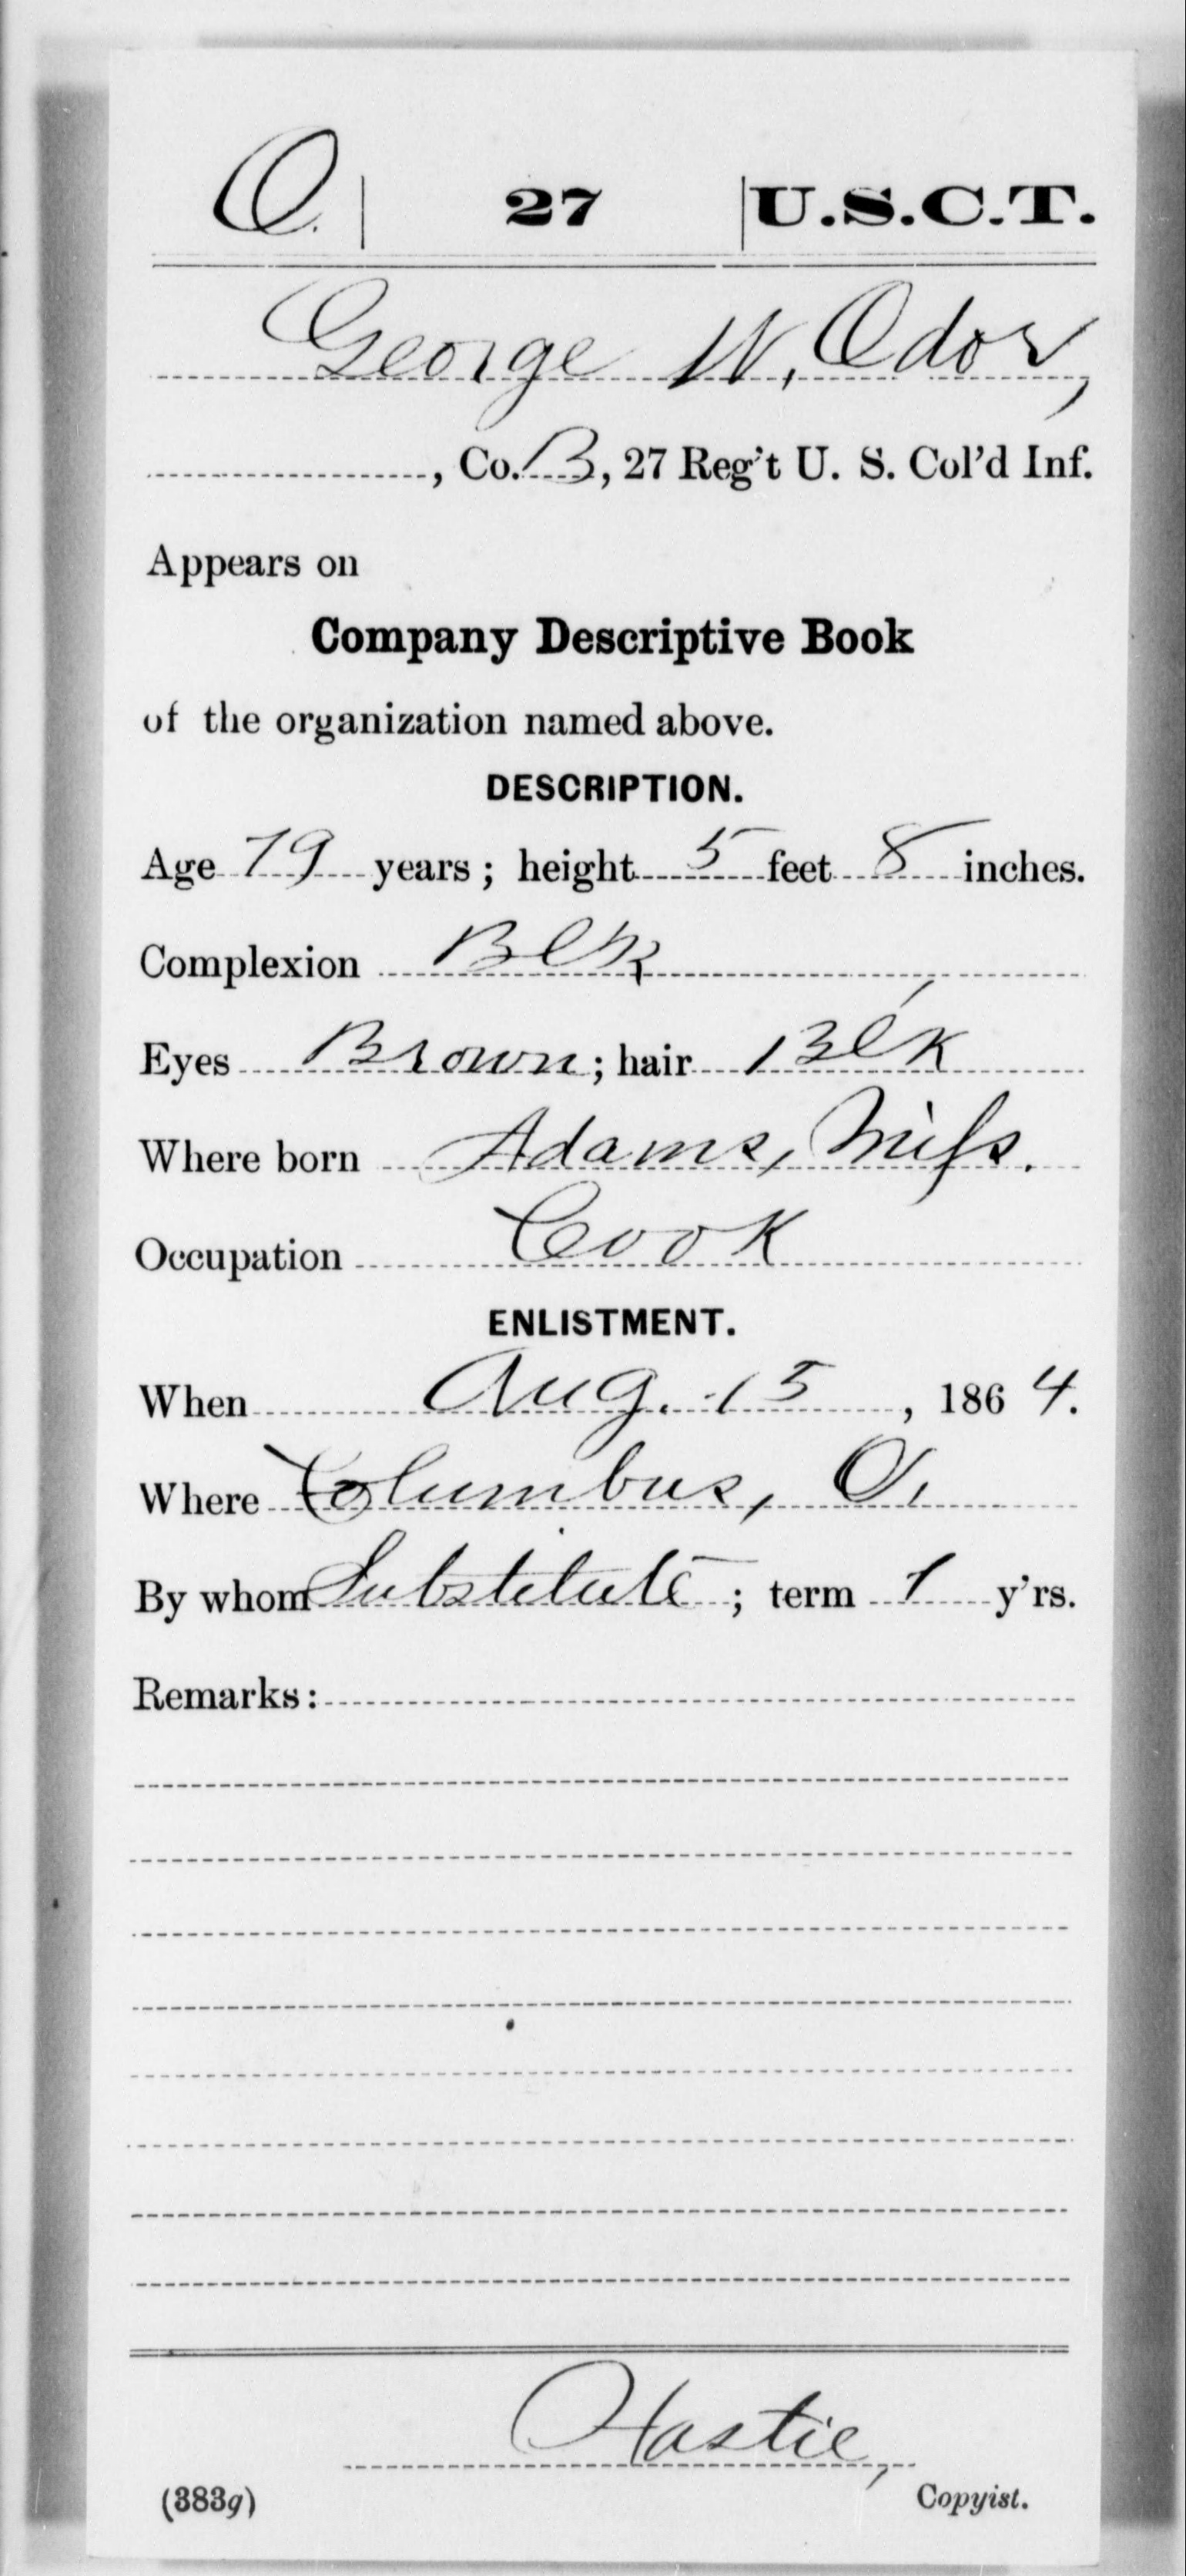 O. | 27 | U.S.C.T.
George W. Odor,
, Co. B, 27 Reg't U. S. Col'd Inf.
Appears on
Company Descriptive Book
of the organization named above.
DESCRIPTION.
Age 19 years; height 5 feet 8 inches.
Complexion Blk
Eyes Brown; hair Blk
Where born Adams, Miss.
Occupation Cook
ENLISTMENT.
When Aug. 15, 1864.
Where Columbus, O.
By whom Substitute; term 1 y'rs.
Remarks:
Hastie,
(383g) Copyist.